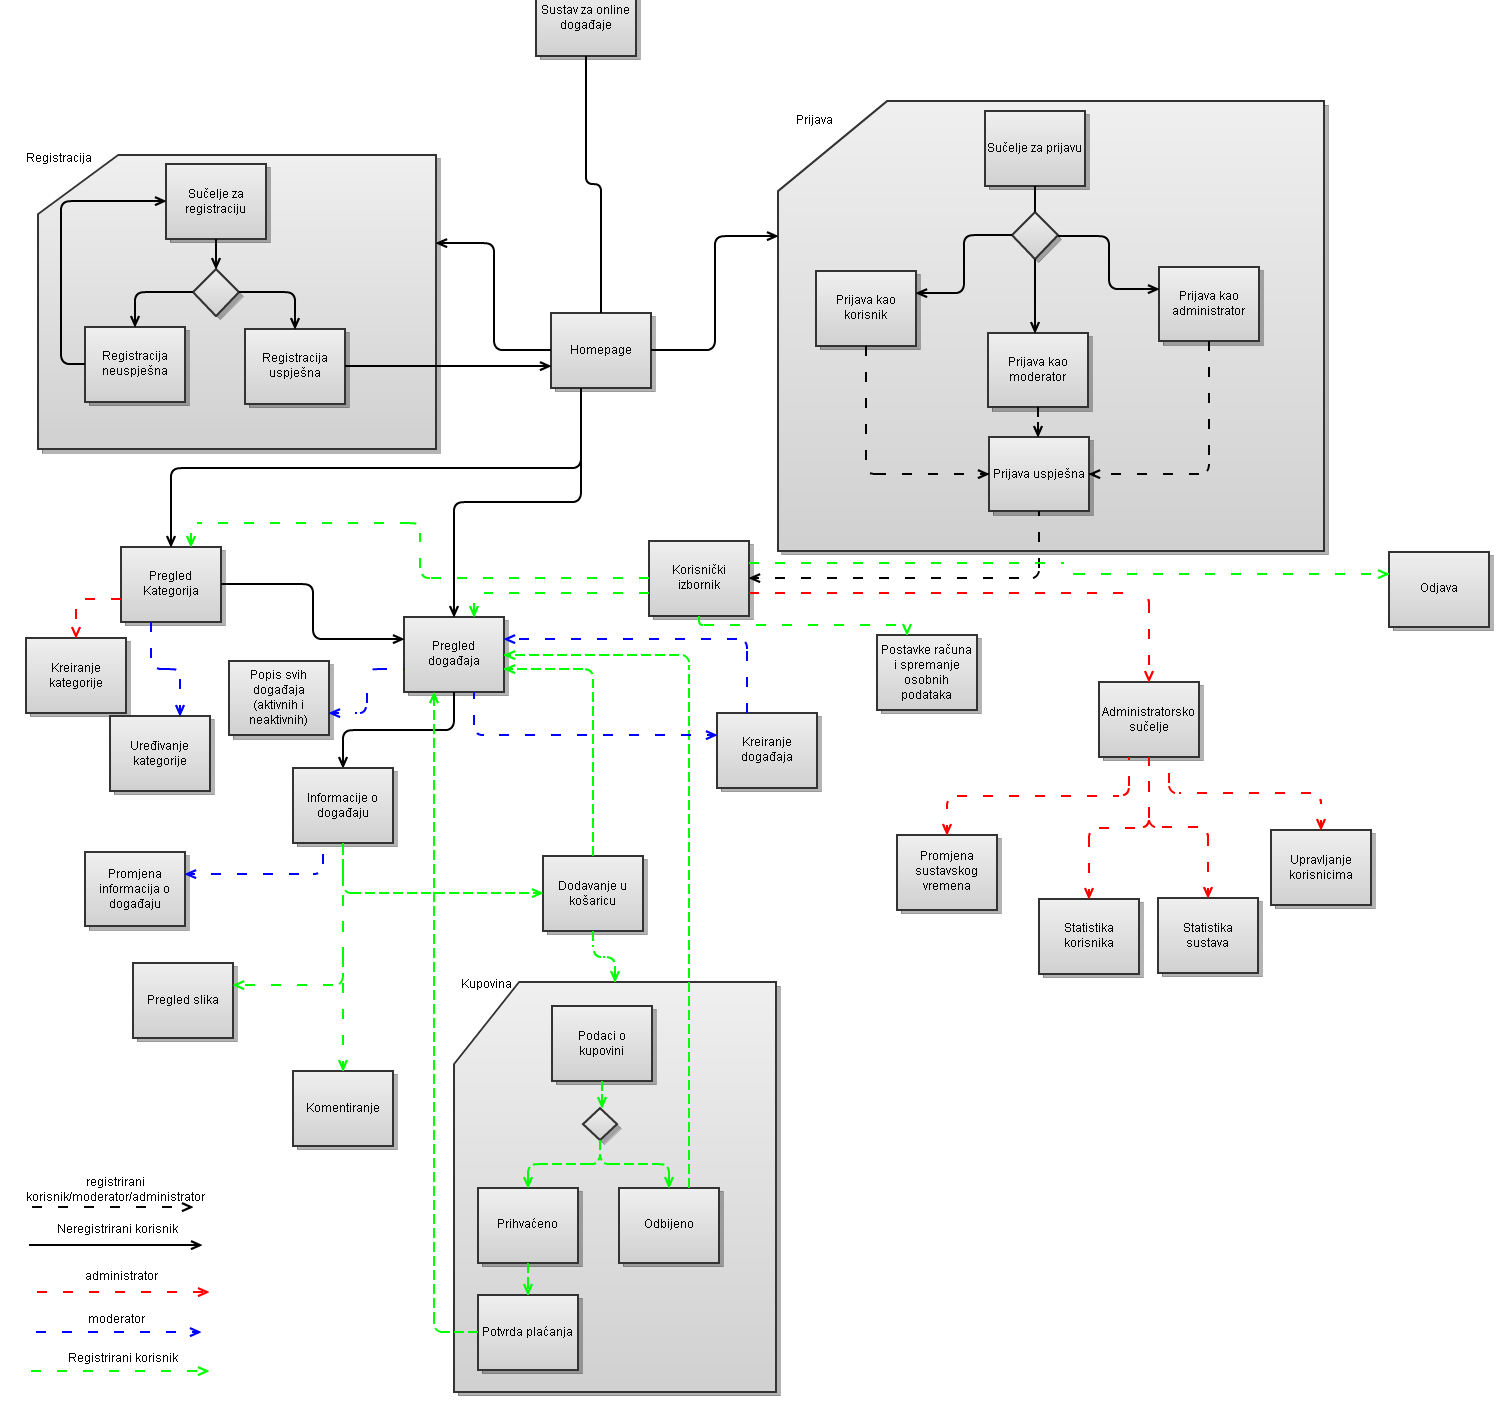 Sustav za online
događaje
Prijava
Sučelje za prijavu
Registracija
Sučelje za
registraciju
Prijava kao
korisnik
Prijava kao
administrator
Registracija
neuspješna
Registracija
uspješna
Homepage
Prijava kao
moderator
Prijava uspješna
Pregled
Kategorija
Korisnički
izbornik
Odjava
Kreiranje
kategorije
Popis svih
događaja
(aktivnih i
neaktivnih)
Pregled
događaja
Postavke računa
i spremanje
osobnih
podataka
Uređivanje
kategorije
Kreiranje
događaja
Administratorsko
sučelje
Informacije o
događaju
Promjena
informacija o
događaju
Dodavanje u
košaricu
Promjena
sustavskog
vremena
Upravljanje
korisnicima
Statistika
korisnika
Statistika
sustava
Pregled slika
Kupovina
Podaci o
kupovini
Komentiranje
Prihvaćeno
Odbijeno
Potvrda plaćanja
registrirani
korisnik/moderator/administrator
Neregistrirani korisnik
administrator
moderator
Registrirani korisnik